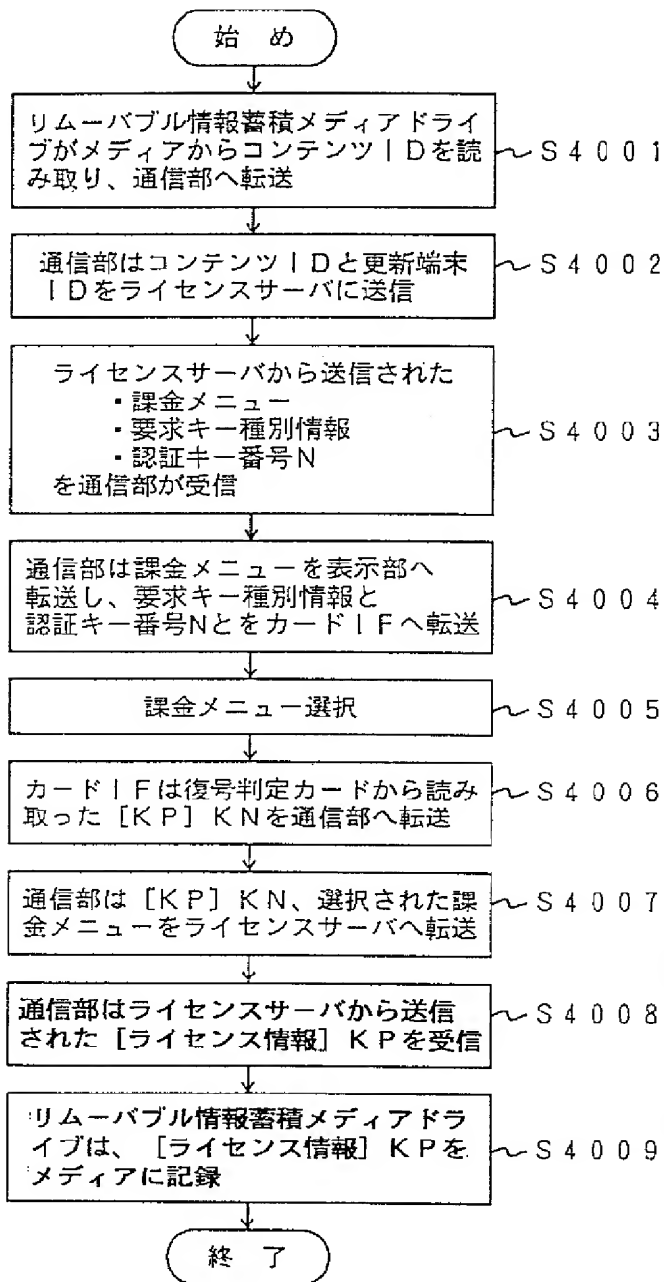 始 め
リムーバブル情報蓄積メディアドライ
ブがメディアからコンテンツIDを読
み取り、通信部へ転送
～S4001
通信部はコンテンツIDと更新端末
IDをライセンスサーバに送信
～S4002
ライセンスサーバから送信された
・課金メニュー
・要求キー種別情報
・認証キー番号N
を通信部が受信
～S4003
通信部は課金メニューを表示部へ
転送し、要求キー種別情報と
認証キー番号NとをカードIFへ転送
～S4004
課金メニュー選択
～S4005
カードIFは復号判定カードから読み
取った[KP]KNを通信部へ転送
～S4006
通信部は[KP]KN、選択された課
金メニューをライセンスサーバへ転送
～S4007
通信部はライセンスサーバから送信
された[ライセンス情報]KPを受信
～S4008
リムーバブル情報蓄積メディアドラ
イブは、[ライセンス情報]KPを
メディアに記録
～S4009
終 了